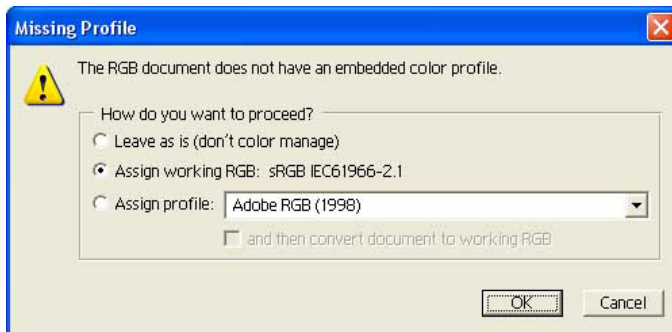 Missing Profile
The RGB document does not have an embedded color profile.
How do you want to proceed?
Leave as is (don't color manage)
Assign working RGB: sRGB IEC61966-2.1
Assign profile: Adobe RGB (1998)
and then convert document to working RGB
OK Cancel